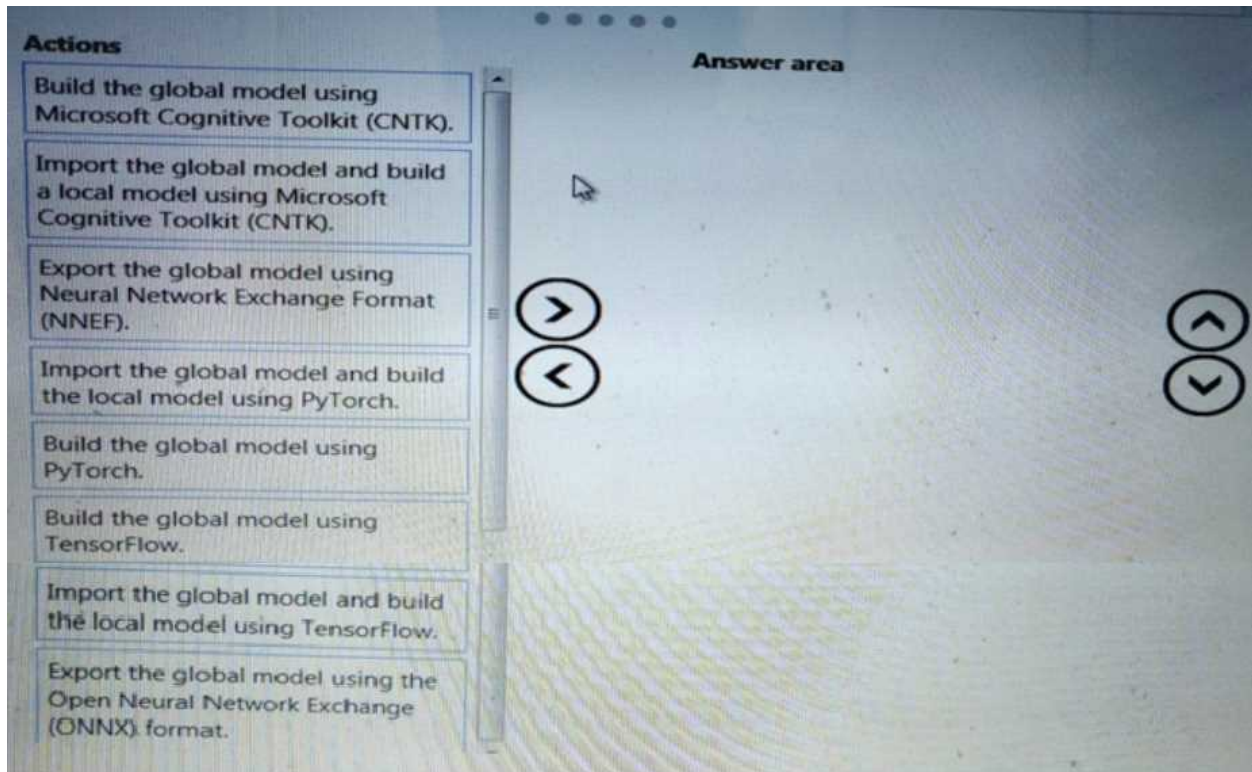 Actions
Answer area
Build the global model using
Microsoft Cognitive Toolkit (CNTK).
Import the global model and build
a local model using Microsoft
Cognitive Toolkit (CNTK).
Export the global model using
Neural Network Exchange Format
(NNEF).
Import the global model and build
the local model using PyTorch.
Build the global model using
PyTorch.
Build the global model using
TensorFlow.
Import the global model and build
the local model using TensorFlow.
Export the global model using the
Open Neural Network Exchange
(ONNX) format.